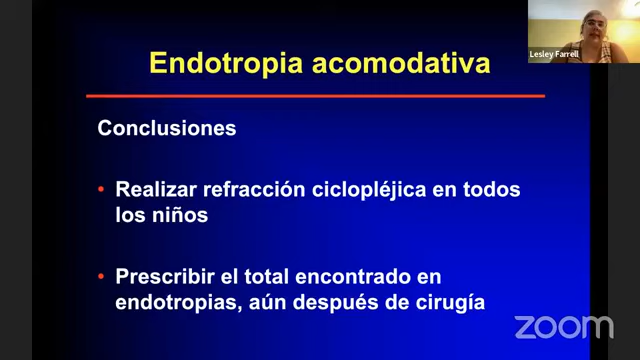 Lesley Farrell
Endotropia acomodativa
Conclusiones
• Realizar refracción ciclopléjica en todos
los niños
• Prescribir el total encontrado en
endotropias, aún después de cirugía
zoom